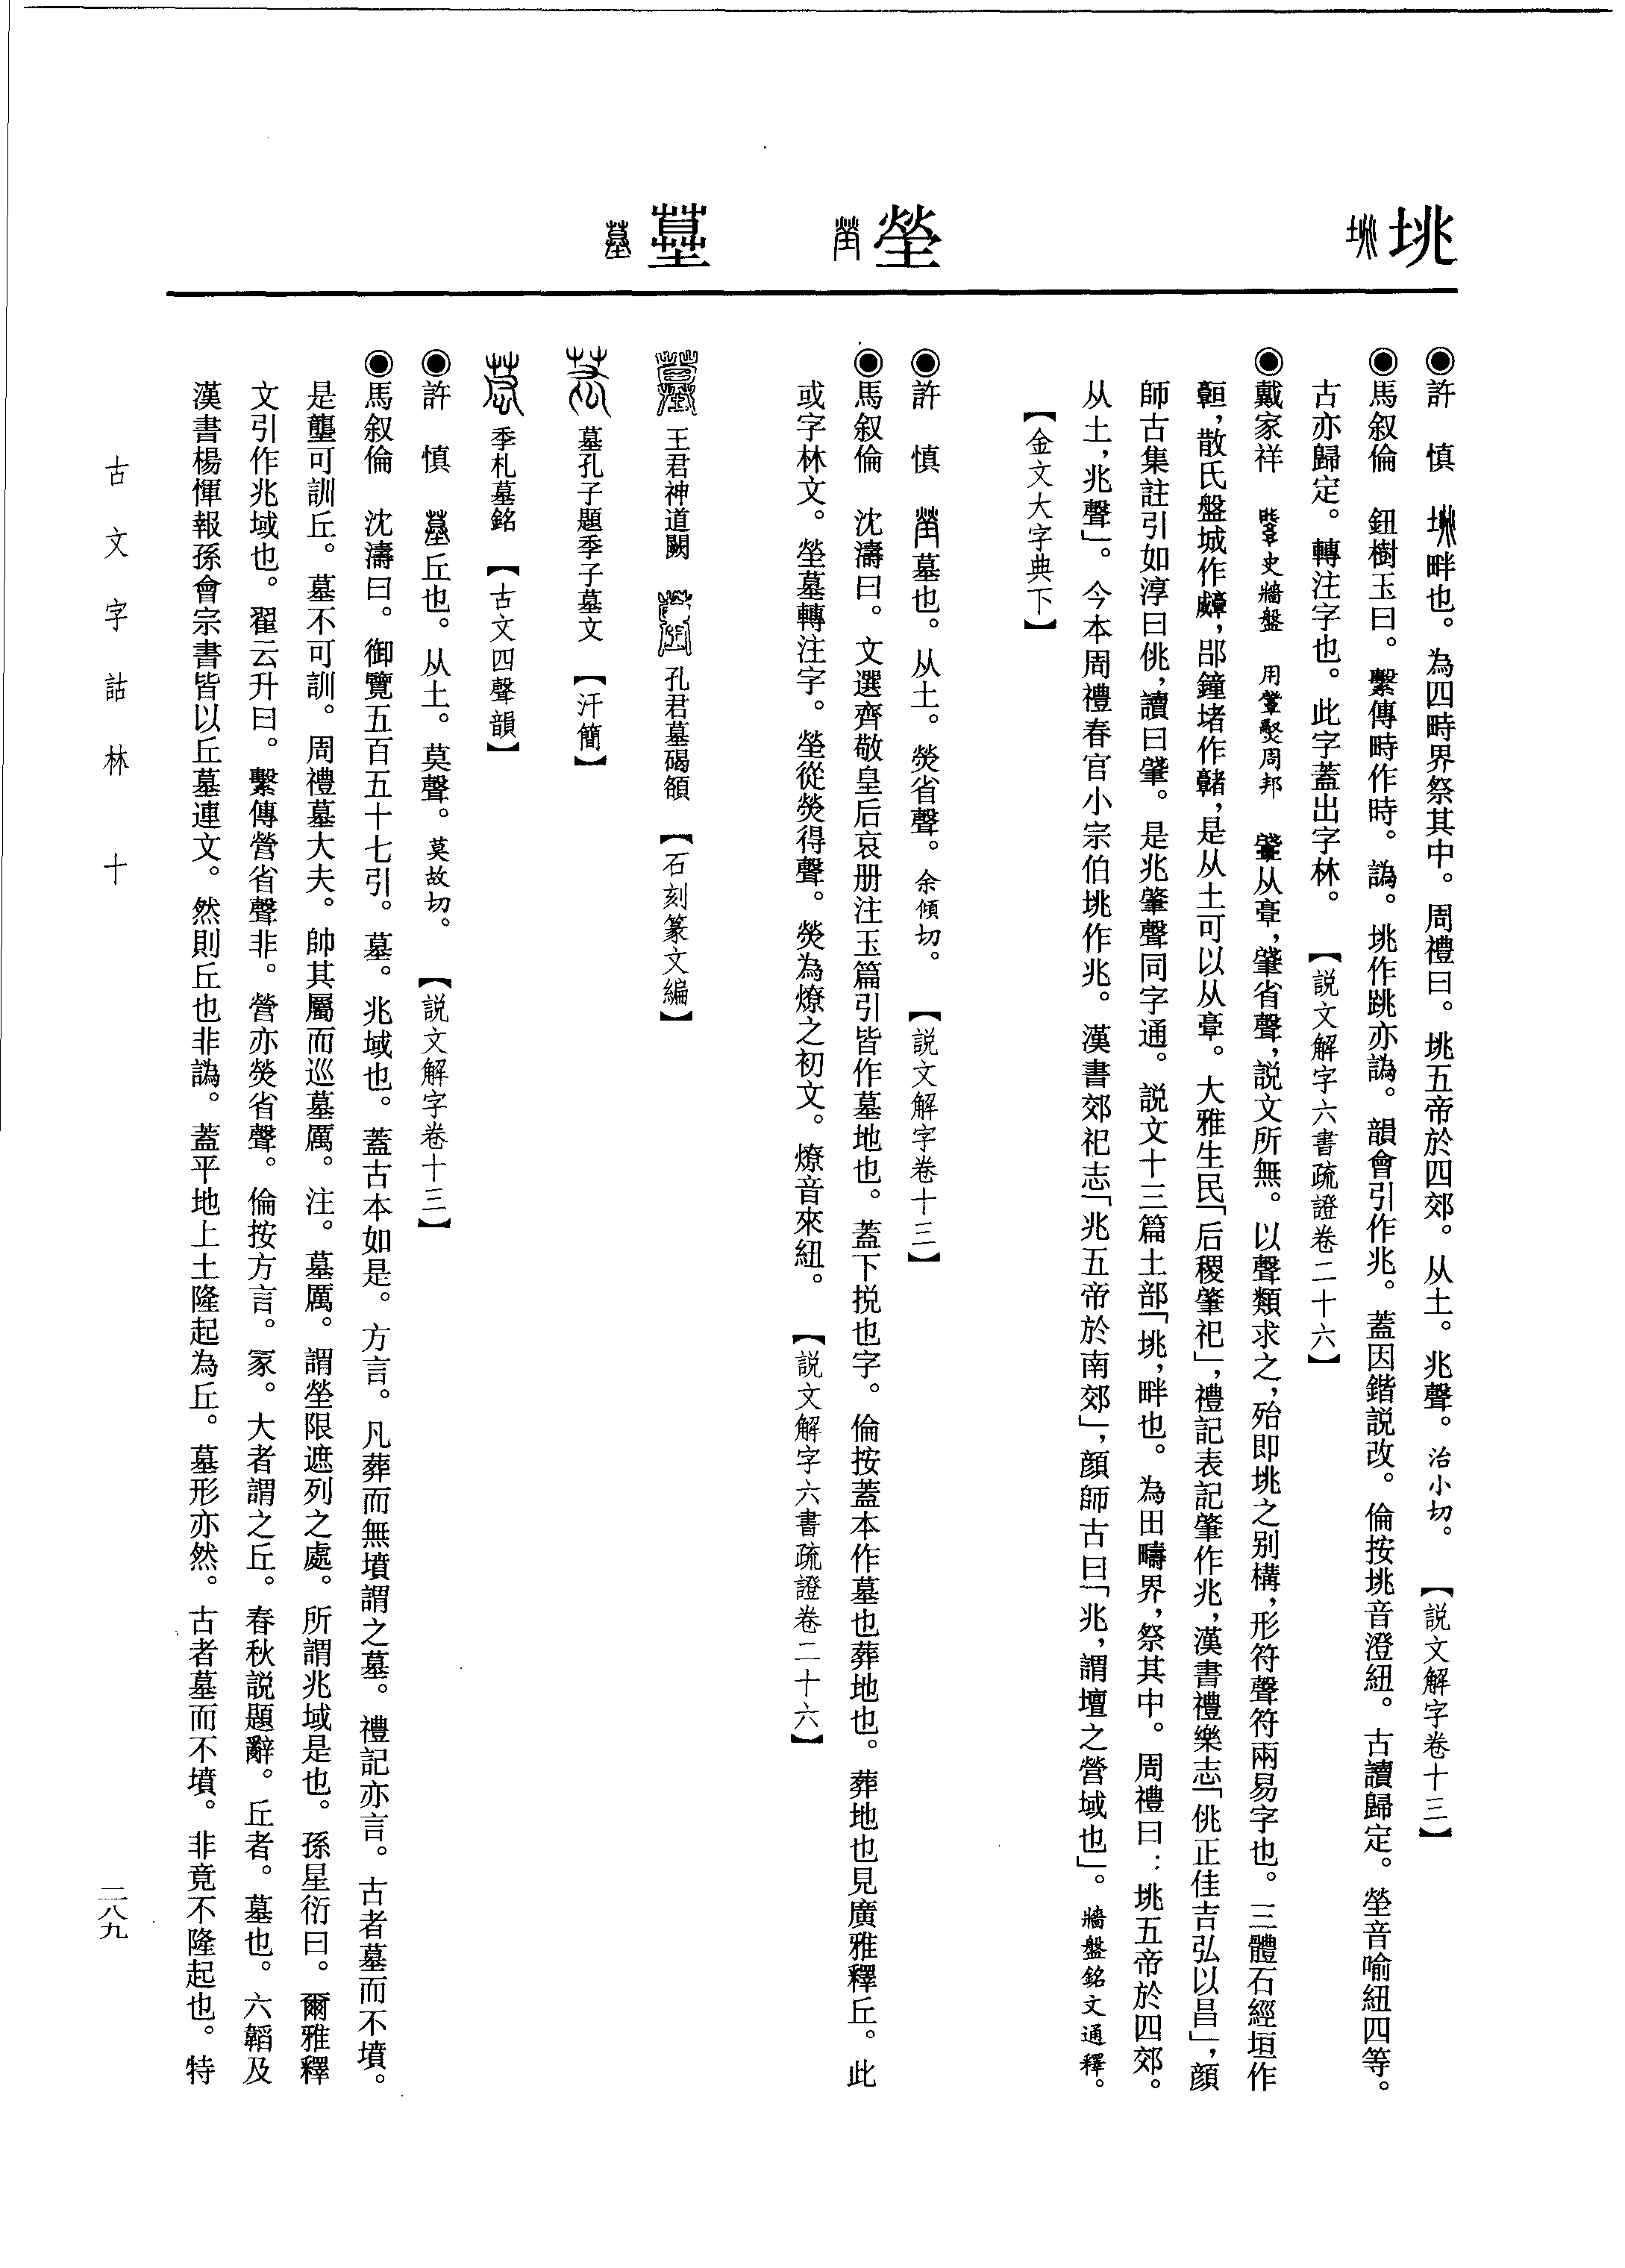 垗
◉許　慎　垗畔也。為四時界祭其中。周禮曰。垗五帝於四郊。从土。兆聲。治小切。【説文解字卷十三】
◉馬叙倫　鈕樹玉曰。繫傳時作時。譌。垗作跳亦譌。韻會引作兆。蓋因鍇説改。倫按垗音澄紐。古讀歸定。塋音喻紐四等。
古亦歸定。轉注字也。此字蓋出字林。【説文解字六書疏證卷二十六】
◉戴家祥　史牆盤　用肈㽙周邦　从𩫖，肈省聲，説文所無。以聲類求之，殆即垗之別構，形符聲符兩易字也。三體石經垣作
𩫨，散氏盤城作𩫨，邵鐘堵作𩫨，是从土可以从𩫖。大雅生民「后稷肇祀」，禮記表記肇作兆，漢書禮樂志「佻正佳吉弘以昌」，顔
師古集註引如淳曰佻，讀曰肇。是兆肇聲同字通。説文十三篇土部「垗，畔也。為田疇界，祭其中。周禮曰：垗五帝於四郊。
从土，兆聲」。今本周禮春官小宗伯垗作兆。漢書郊祀志「兆五帝於南郊」，顔師古曰「兆，謂壇之營域也」。牆盤銘文通釋。
【金文大字典下】
塋
◉許　慎　塋墓也。从土。熒省聲。余傾切。【説文解字卷十三】
◉馬叙倫　沈濤曰。文選齊敬皇后哀册注玉篇引皆作墓地也。蓋下挩也字。倫按蓋本作墓也葬地也。葬地也見廣雅釋丘。此
或字林文。塋墓轉注字。塋從熒得聲。熒為燎之初文。燎音來紐。【説文解字六書疏證卷二十六】
墓
王君神道闕　孔君墓碣額【石刻篆文編】
墓孔子題季子墓文【汗簡】
季札墓銘【古文四聲韻】
◉許　慎　墓丘也。从土。莫聲。莫故切。【説文解字卷十三】
◉馬叙倫　沈濤曰。御覽五百五十七引。墓。兆域也。蓋古本如是。方言。凡葬而無墳謂之墓。禮記亦言。古者墓而不墳。
是壟可訓丘。墓不可訓。周禮墓大夫。帥其屬而巡墓厲。注。墓厲。謂塋限遮列之處。所謂兆域是也。孫星衍曰。爾雅釋
文引作兆域也。翟云升曰。繫傳營省聲非。營亦熒省聲。倫按方言。冢。大者謂之丘。春秋説題辭。丘者。墓也。六韜及
漢書楊惲報孫會宗書皆以丘墓連文。然則丘也非譌。蓋平地上土隆起為丘。墓形亦然。古者墓而不墳。非竟不隆起也。特
古文字詁林　十
二八九